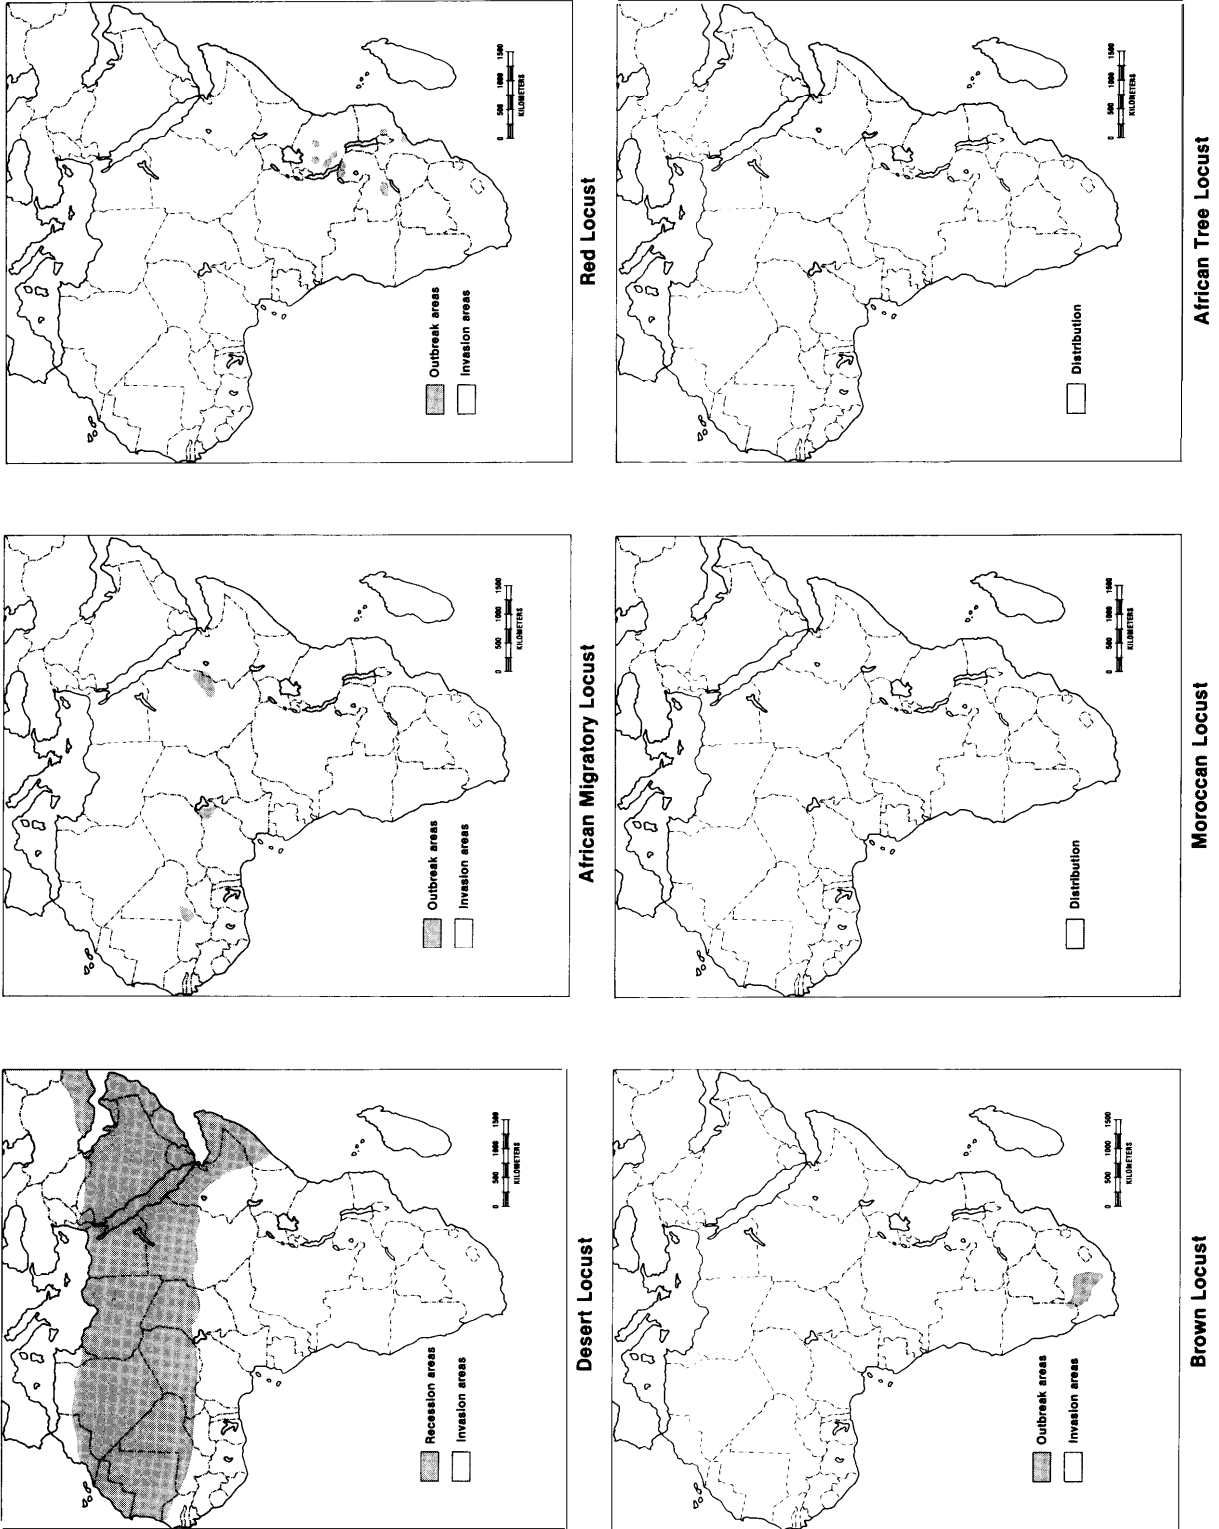 Desert Locust
Recession areas
Invasion areas
0 500 1000 1500
KILOMETERS
African Migratory Locust
Outbreak areas
Invasion areas
0 500 1000 1500
KILOMETERS
Red Locust
Outbreak areas
Invasion areas
0 500 1000 1500
KILOMETERS
Brown Locust
Outbreak areas
Invasion areas
0 500 1000 1500
KILOMETERS
Moroccan Locust
Distribution
0 500 1000 1500
KILOMETERS
African Tree Locust
Distribution
0 500 1000 1500
KILOMETERS